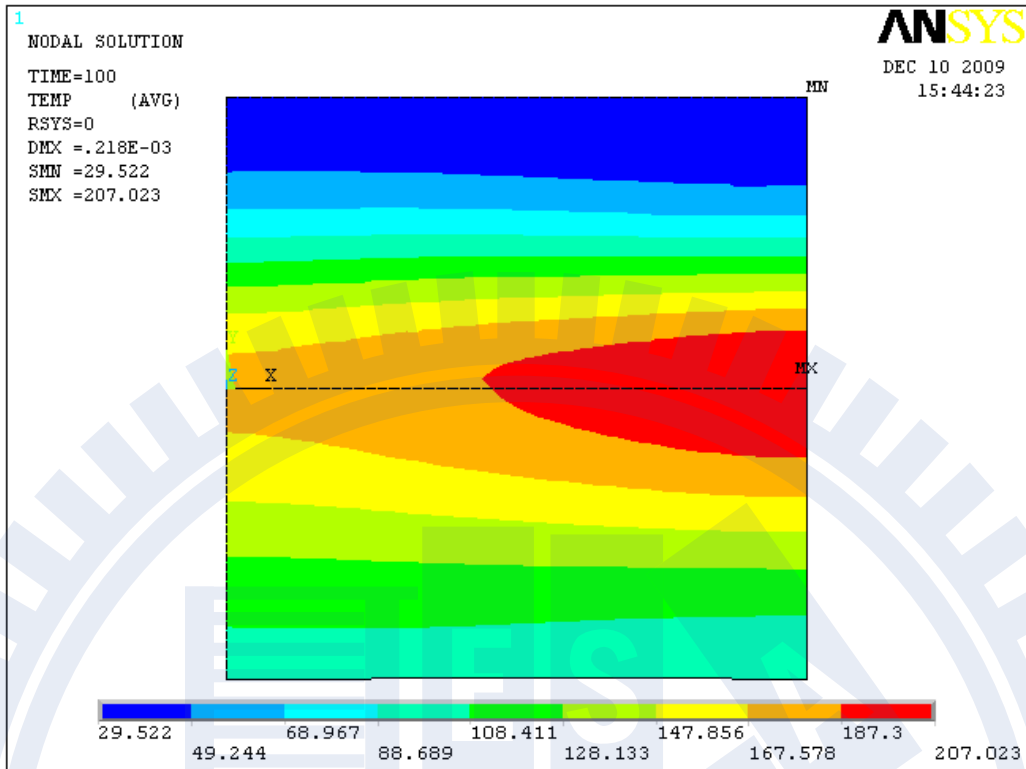 1
NODAL SOLUTION
TIME=100
TEMP (AVG)
RSYS=0
DMX =.218E-03
SMN =29.522
SMX =207.023
ANSYS
DEC 10 2009
15:44:23
MN
Y
Z X
MX
29.522 68.967 108.411 147.856 187.3
49.244 88.689 128.133 167.578 207.023